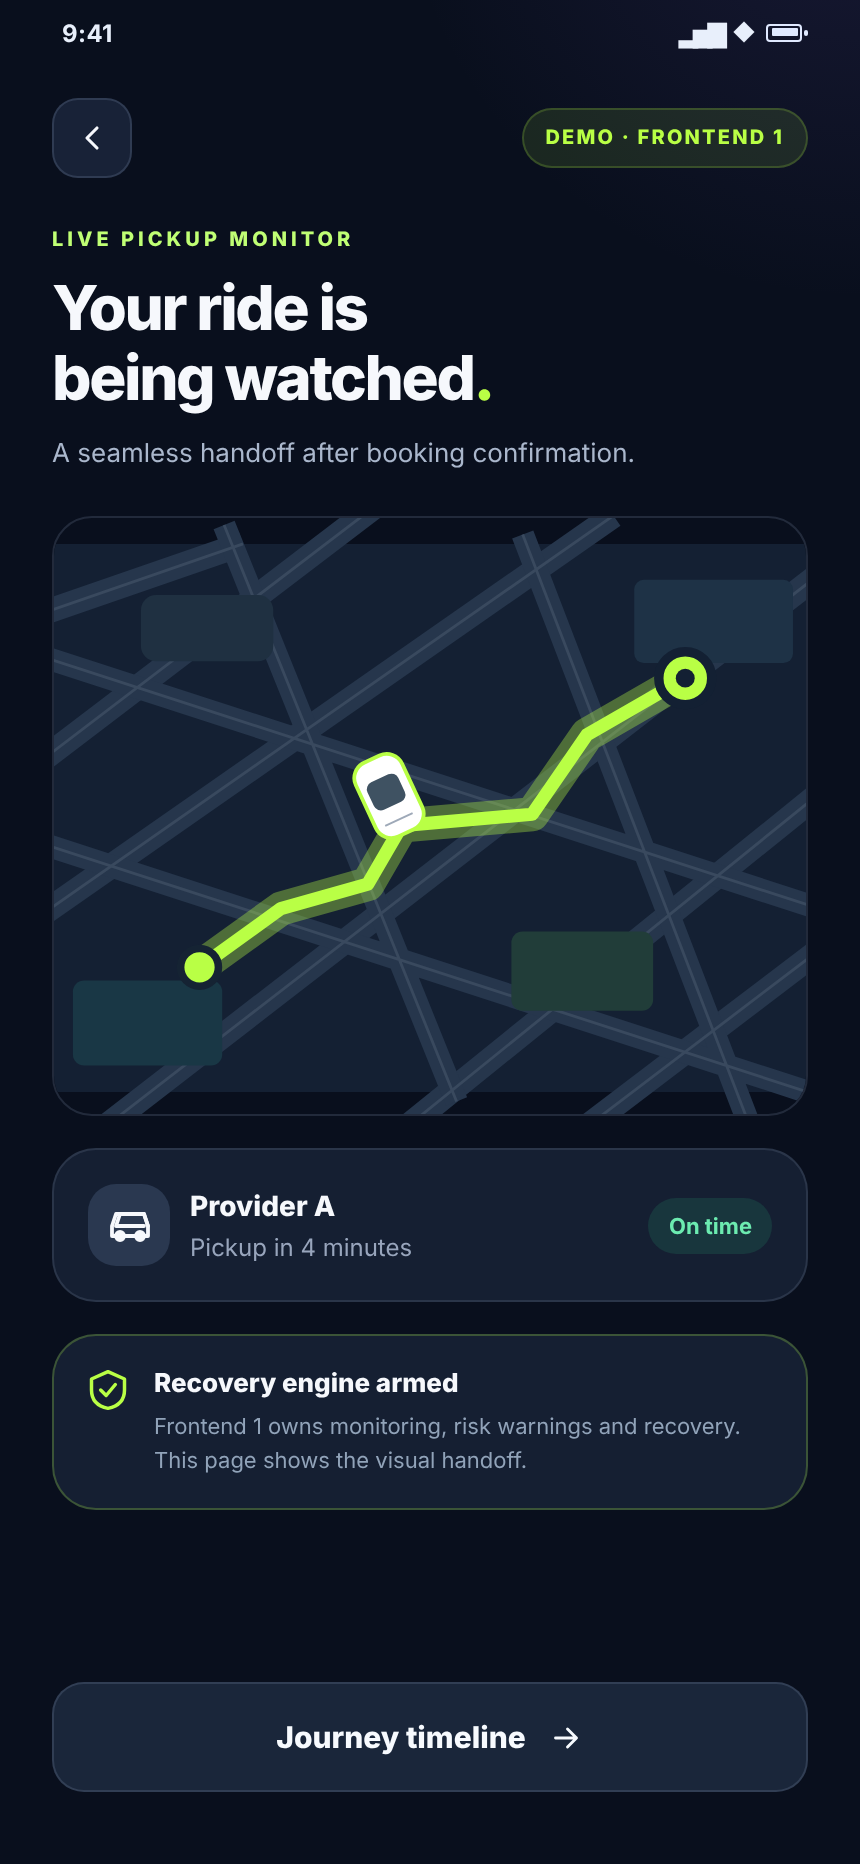 9:41
DEMO · FRONTEND 1
LIVE PICKUP MONITOR
Your ride is
being watched.
A seamless handoff after booking confirmation.
Provider A
Pickup in 4 minutes
On time
Recovery engine armed
Frontend 1 owns monitoring, risk warnings and recovery.
This page shows the visual handoff.
Journey timeline →